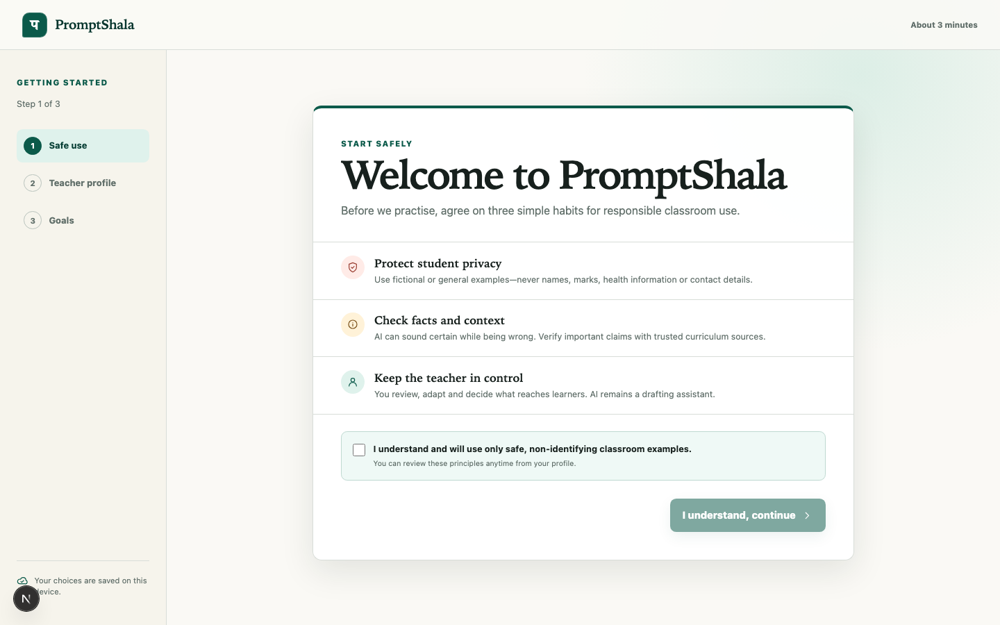 प PromptShala
About 3 minutes
GETTING STARTED
Step 1 of 3
1 Safe use
2 Teacher profile
3 Goals
Your choices are saved on this
device.
N
START SAFELY
Welcome to PromptShala
Before we practise, agree on three simple habits for responsible classroom use.
Protect student privacy
Use fictional or general examples—never names, marks, health information or contact details.
Check facts and context
AI can sound certain while being wrong. Verify important claims with trusted curriculum sources.
Keep the teacher in control
You review, adapt and decide what reaches learners. AI remains a drafting assistant.
I understand and will use only safe, non-identifying classroom examples.
You can review these principles anytime from your profile.
I understand, continue